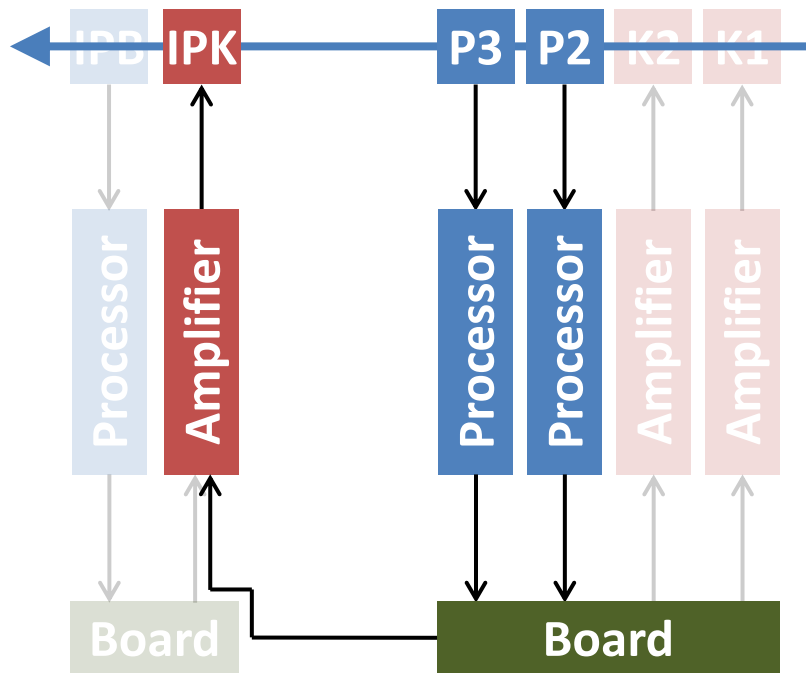 IPB IPK P3 P2 K2 K1
Processor
Amplifier
Processor
Processor
Amplifier
Amplifier
Board
Board